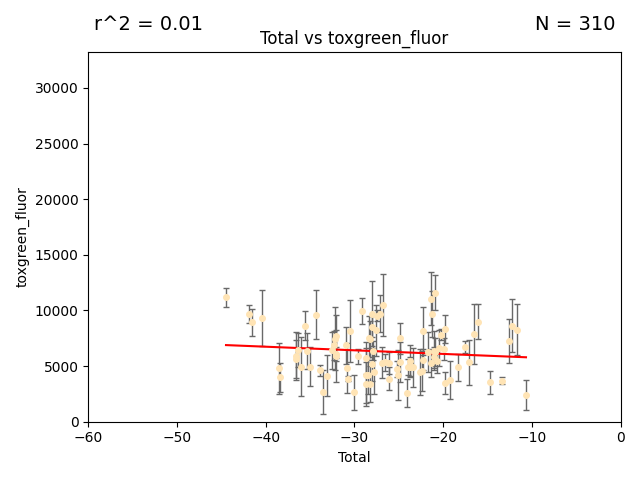 r^2 = 0.01
N = 310
Total vs toxgreen_fluor
30000
25000
20000
15000
10000
5000
0
toxgreen_fluor
−60
−50
−40
−30
−20
−10
0
Total